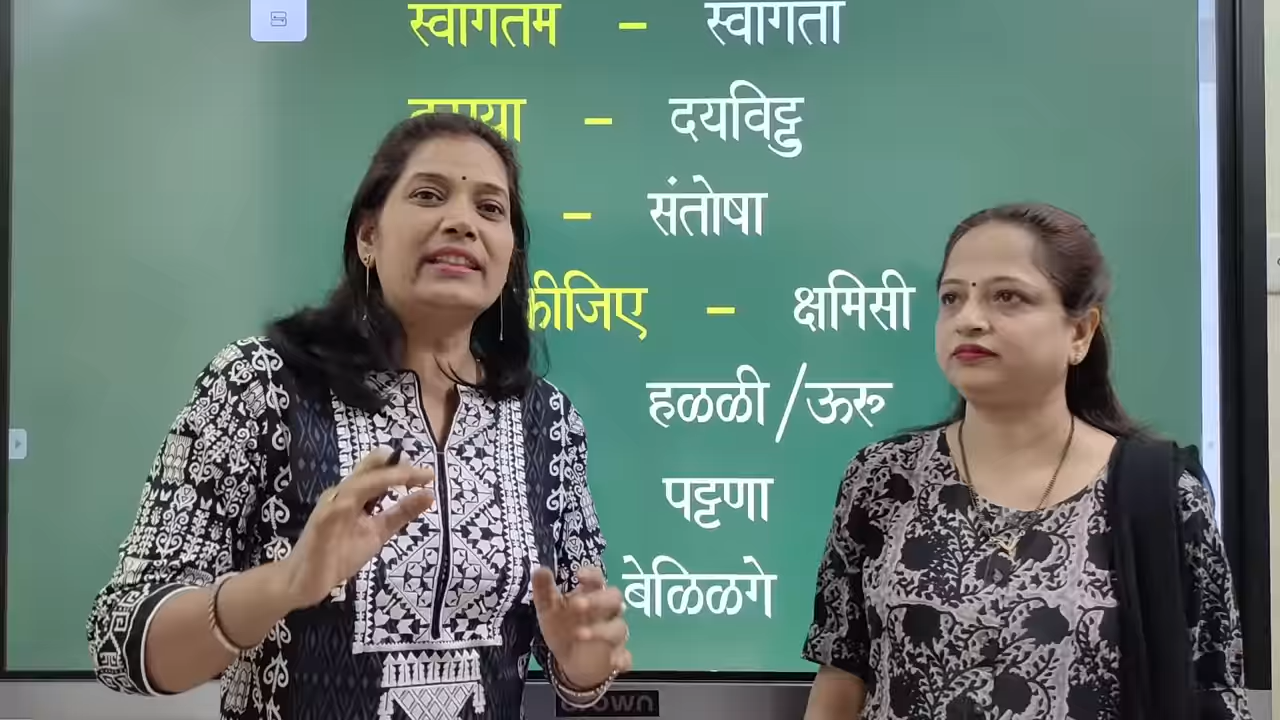 स्वागतम – स्वागता
– दयविट्टु
– संतोषा
कीजिए – क्षमिसी
हळळी/ऊरु
पट्टणा
बेळिळगे